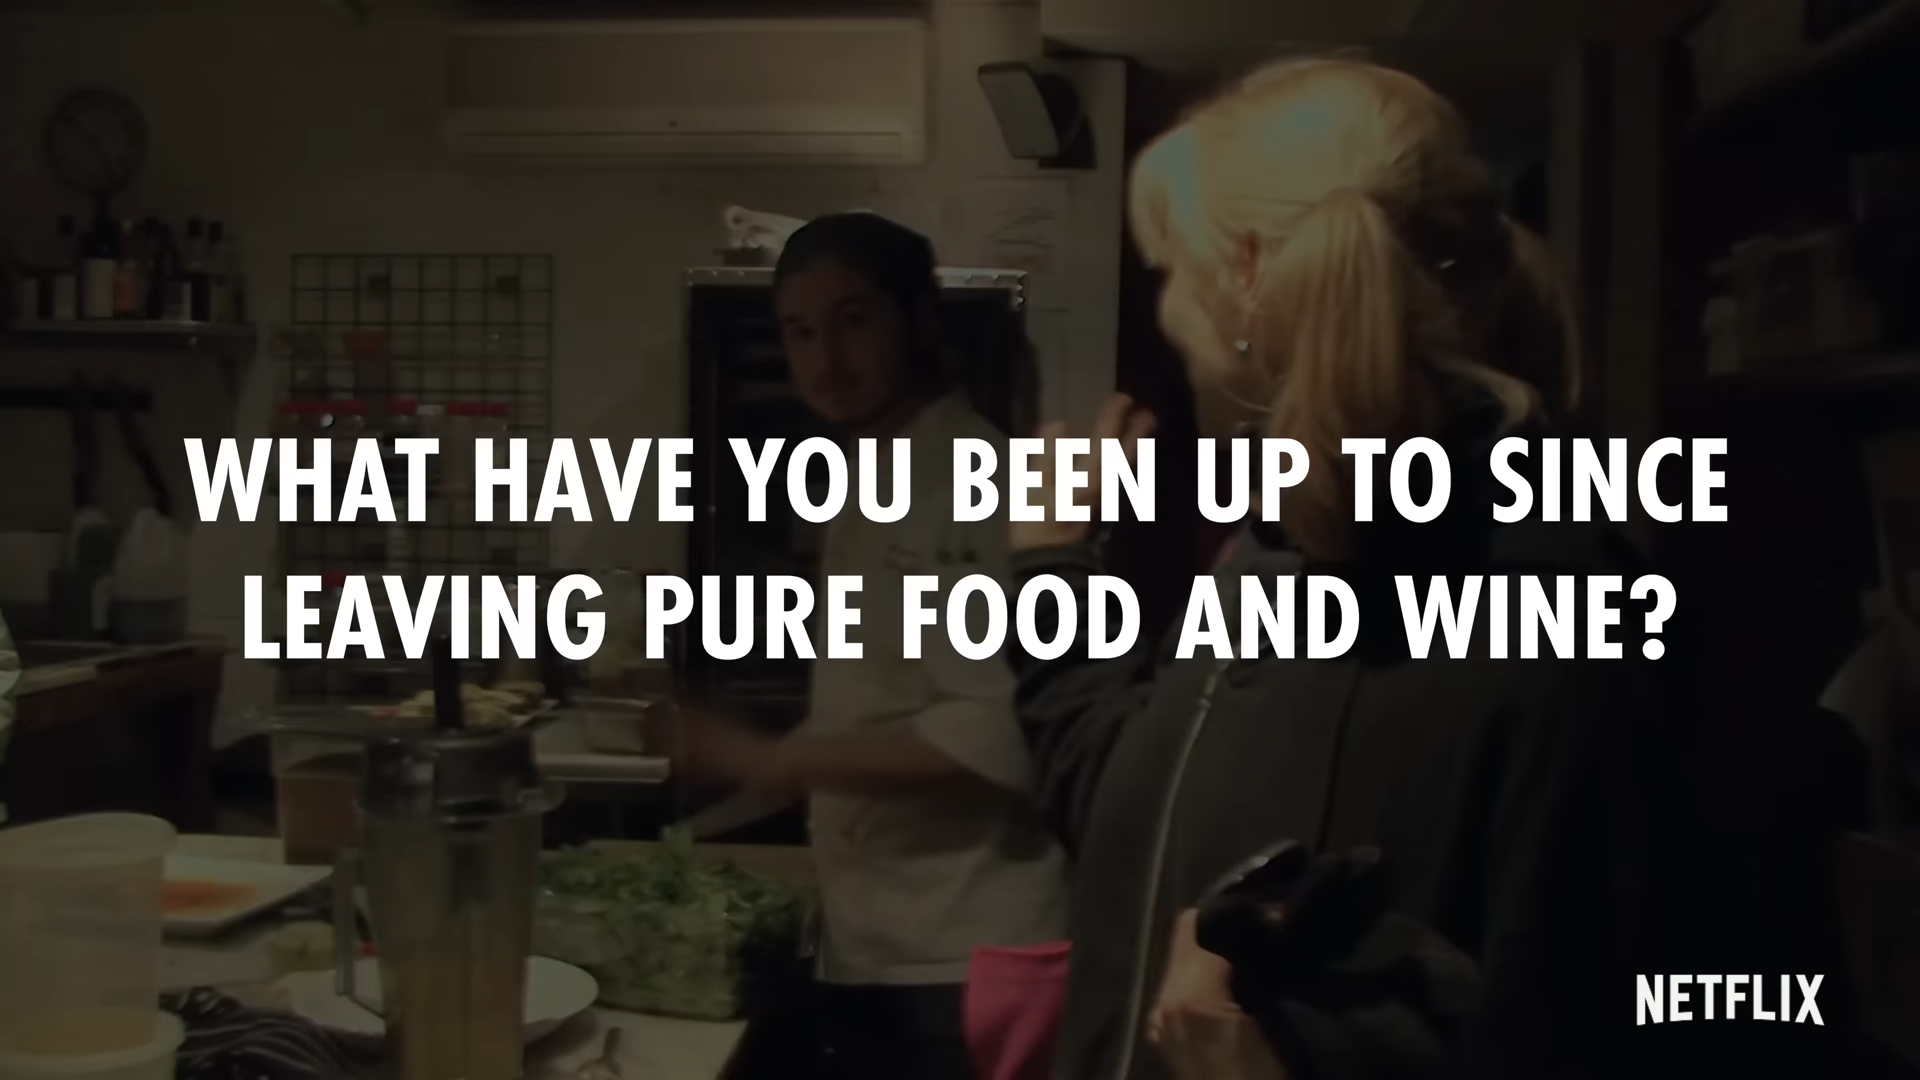 WHAT HAVE YOU BEEN UP TO SINCE
LEAVING PURE FOOD AND WINE?
NETFLIX